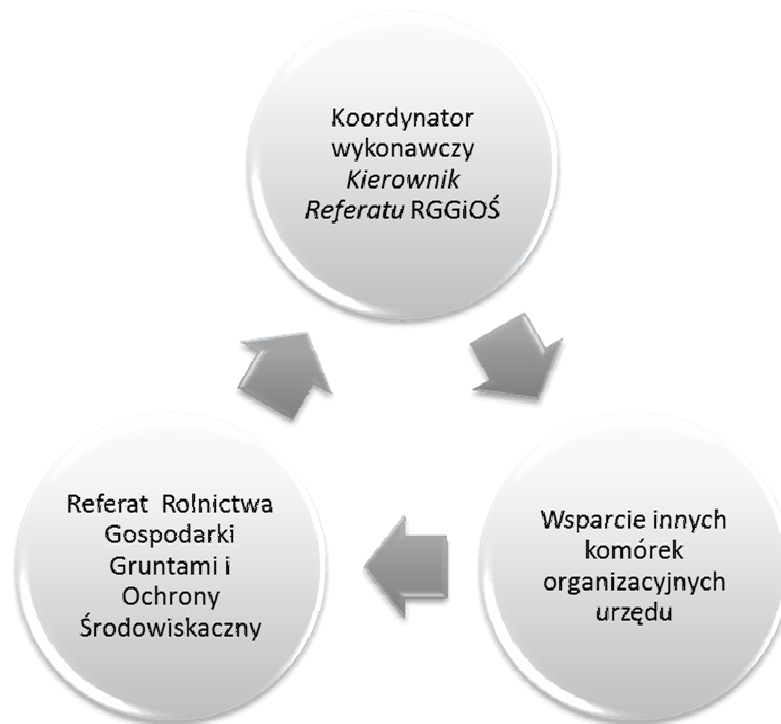 Koordynator
wykonawczy
Kierownik
Referatu RGGiOŚ
Referat Rolnictwa
Gospodarki
Gruntami i
Ochrony
Środowiskaczny
Wsparcie innych
komórek
organizacyjnych
urzędu